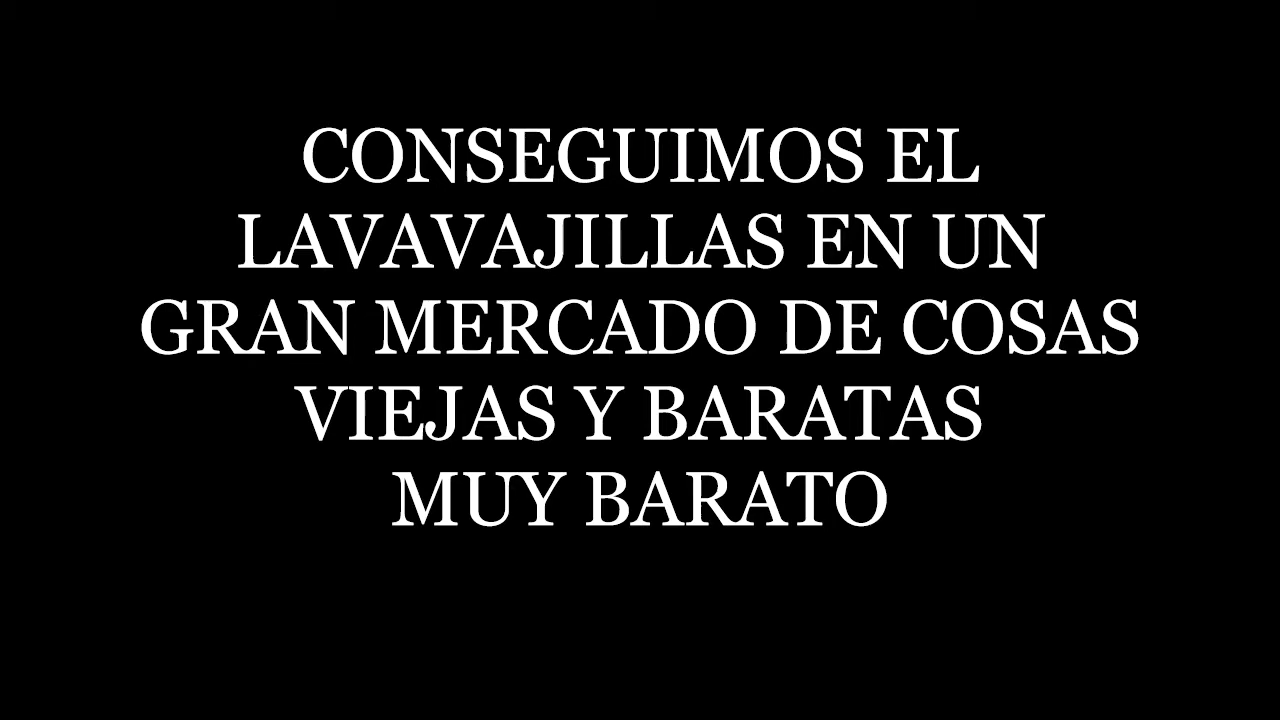 CONSEGUIMOS EL
LAVAVAJILLAS EN UN
GRAN MERCADO DE COSAS
VIEJAS Y BARATAS
MUY BARATO